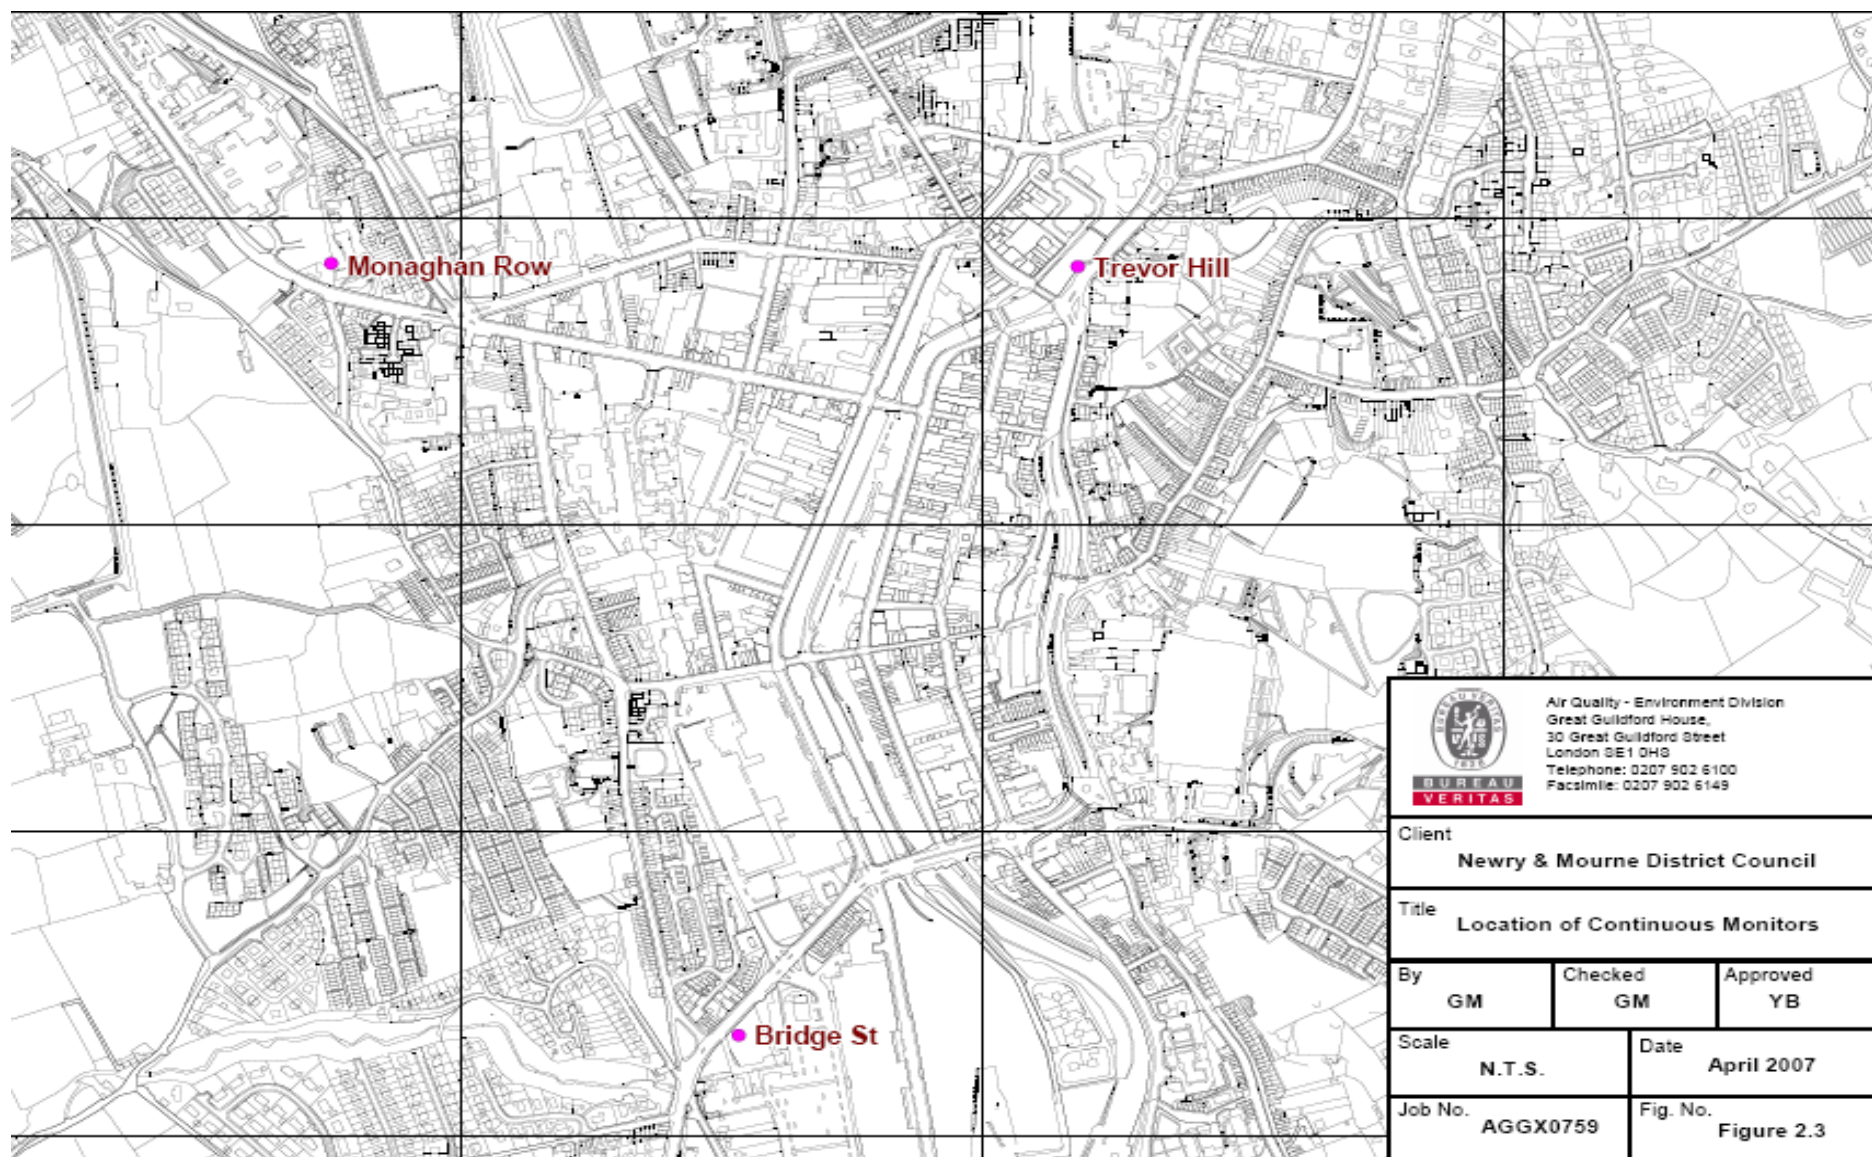 Monaghan Row
Trevor Hill
Bridge St
BUREAU VERITAS
1828
BUREAU
VERITAS
Air Quality - Environment Division
Great Guildford House,
30 Great Guildford Street
London SE1 0HS
Telephone: 0207 902 6100
Facsimile: 0207 902 6149
Client
Newry & Mourne District Council
Title
Location of Continuous Monitors
By
GM
Checked
GM
Approved
YB
Scale
N.T.S.
Date
April 2007
Job No.
AGGX0759
Fig. No.
Figure 2.3